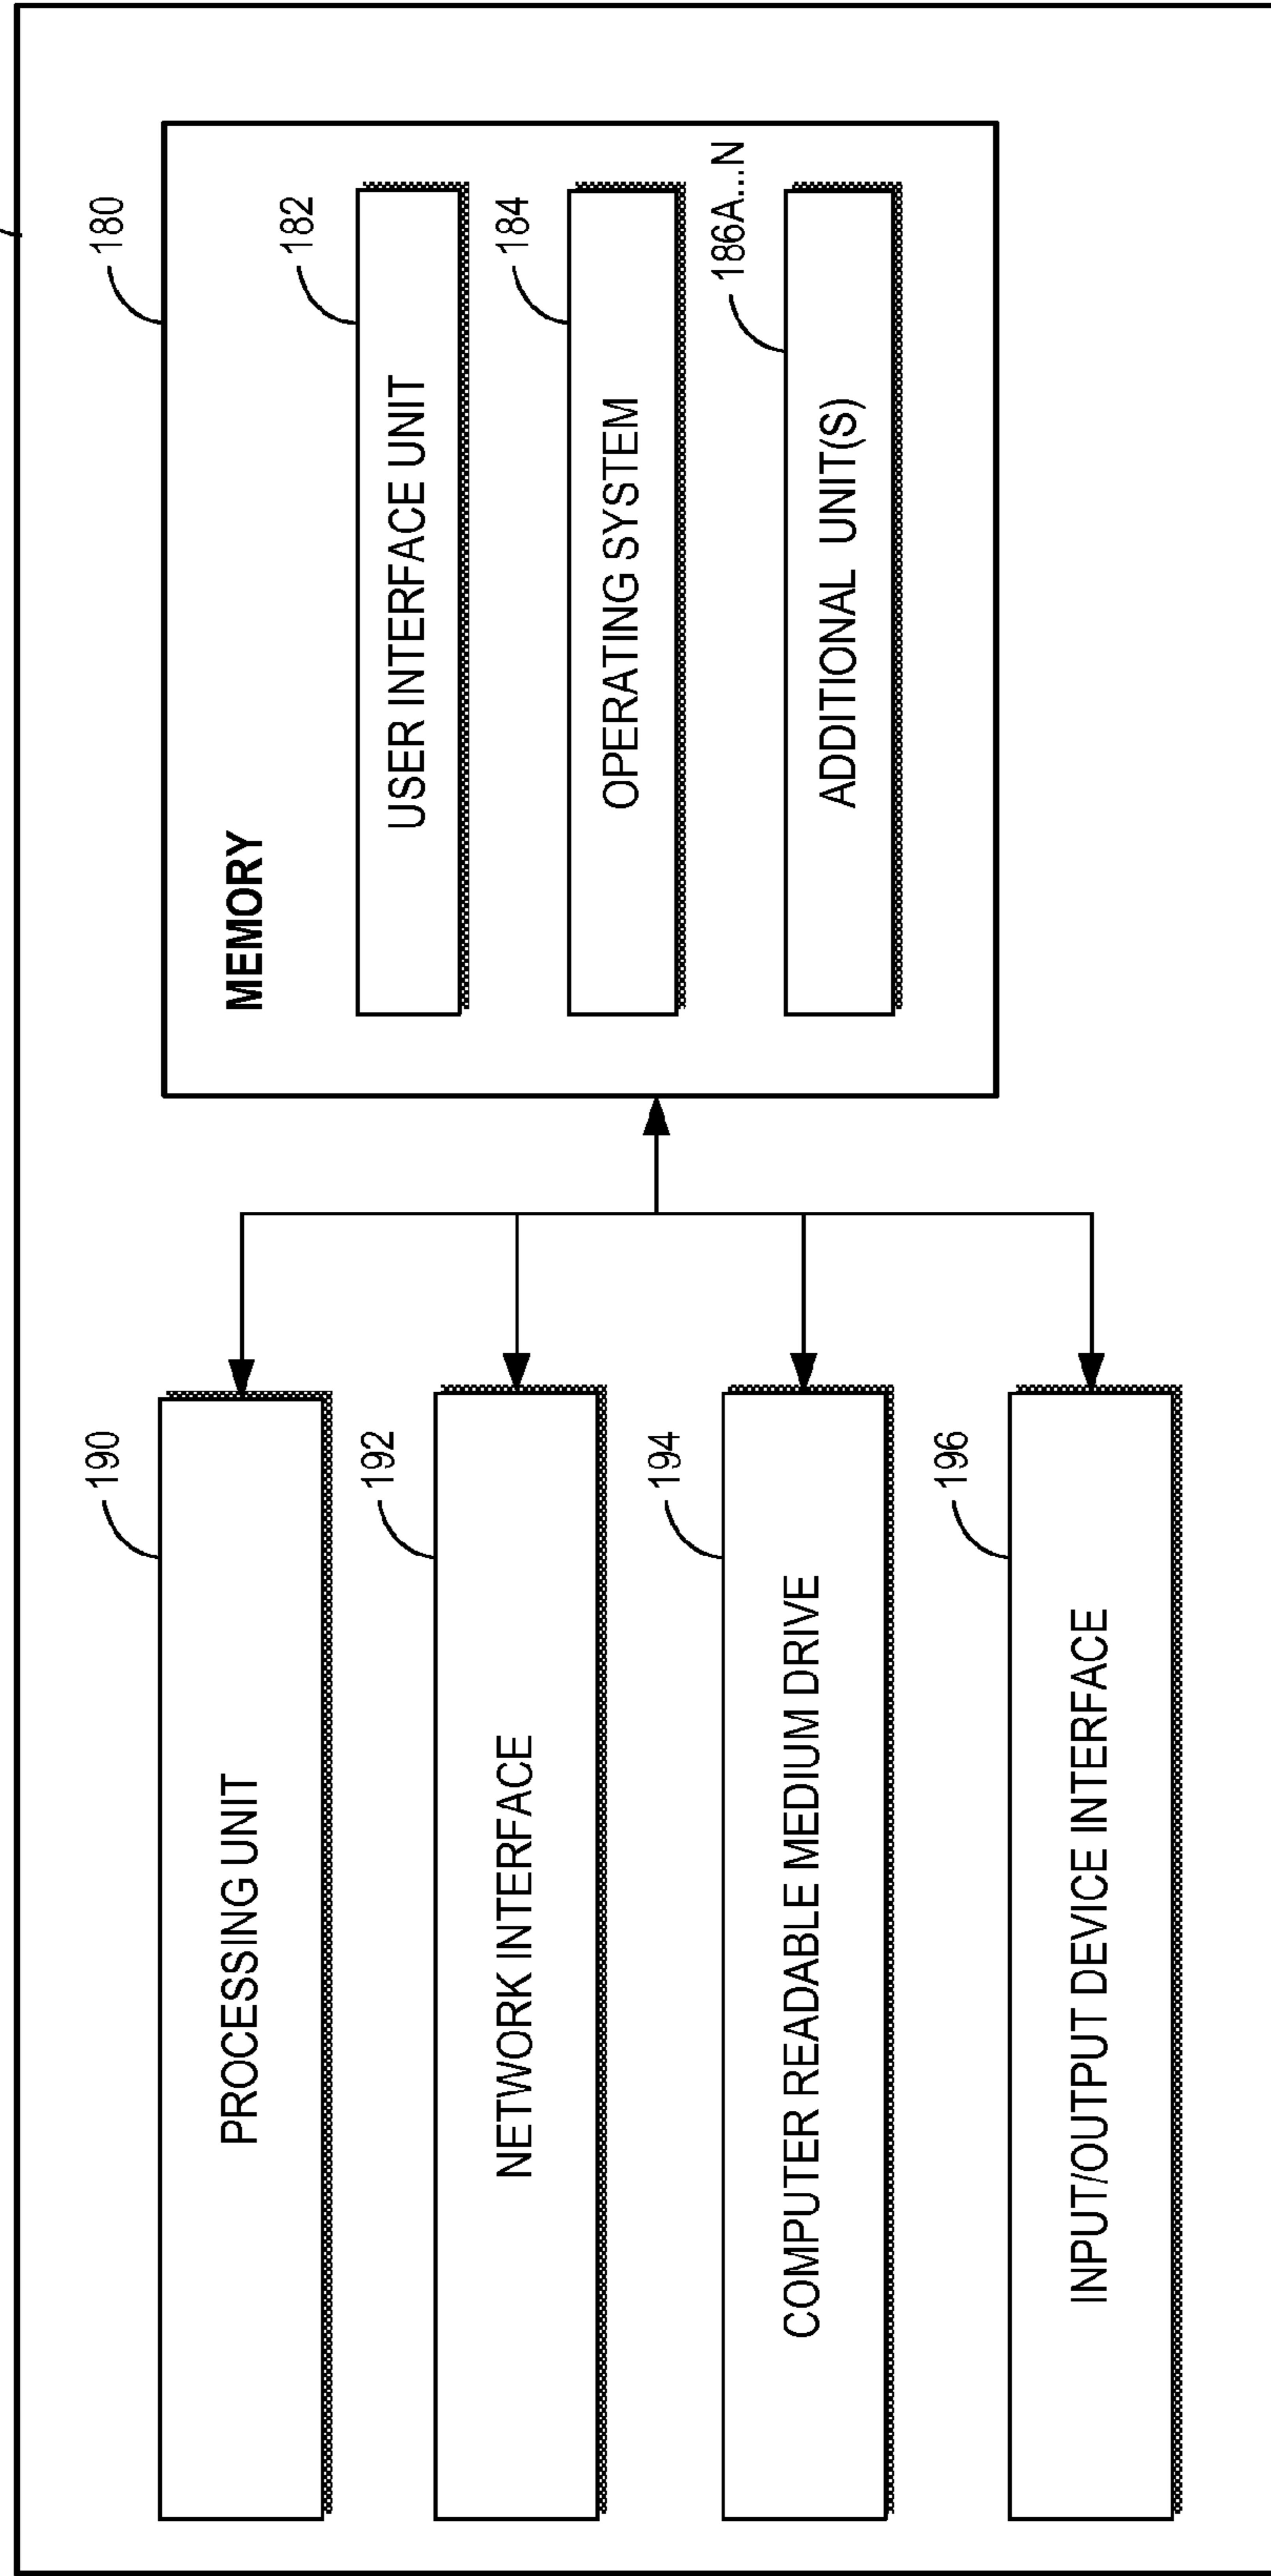 190
PROCESSING UNIT
192
NETWORK INTERFACE
194
COMPUTER READABLE MEDIUM DRIVE
196
INPUT/OUTPUT DEVICE INTERFACE
180
MEMORY
182
USER INTERFACE UNIT
184
OPERATING SYSTEM
186A...N
ADDITIONAL UNIT(S)